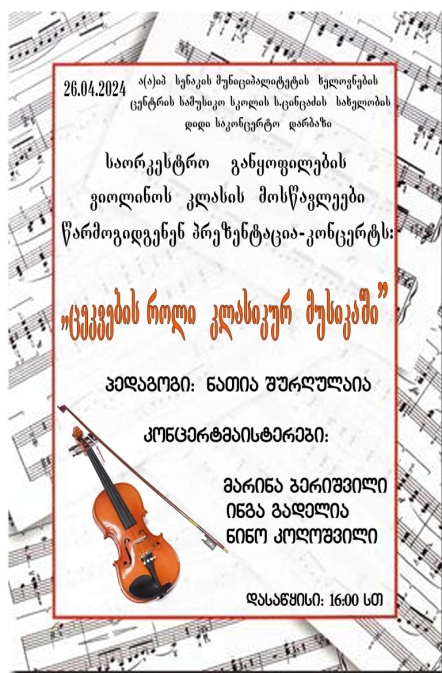 26.04.2024
ა(ა)იპ სენაკის მუნიციპალიტეტის ხელოვნების
ცენტრის სამუსიკო სკოლის ს.ცინცაძის სახელობის
დიდი საკონცერტო დარბაზი
საორკესტრო განყოფილების
ვიოლინოს კლასის მოსწავლეები
წარმოგიდგენენ პრეზენტაცია-კონცერტს:
„ცეკვების როლი კლასიკურ მუსიკაში”
პედაგოგი: ნათია შურღულაია
კონცერტმაისტერები:
მარინა ბერიშვილი
ინგა გადელია
ნინო კოღოშვილი
დასაწყისი: 16:00 სთ